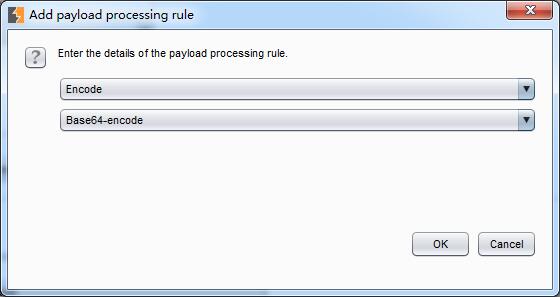 Add payload processing rule
Enter the details of the payload processing rule.
Encode
Base64-encode
OK
Cancel